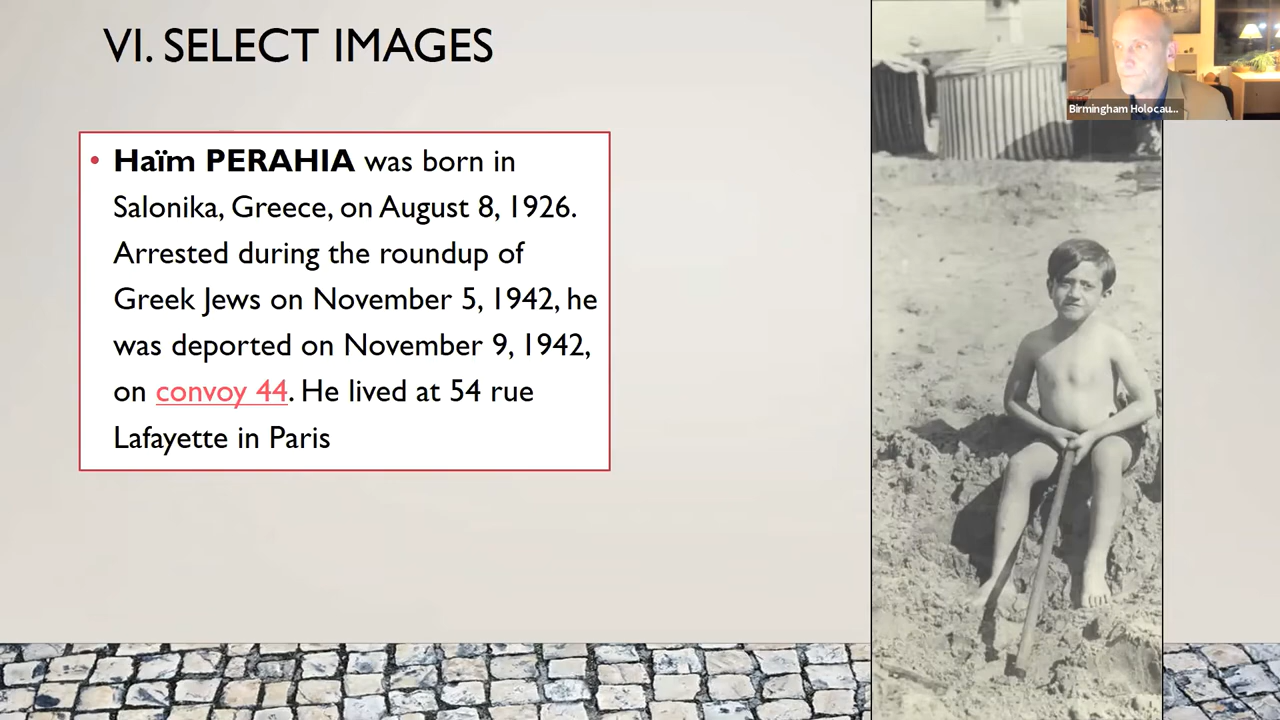 VI. SELECT IMAGES
• Haïm PERAHIA was born in
Salonika, Greece, on August 8, 1926.
Arrested during the roundup of
Greek Jews on November 5, 1942, he
was deported on November 9, 1942,
on convoy 44. He lived at 54 rue
Lafayette in Paris
Birmingham Holocau...